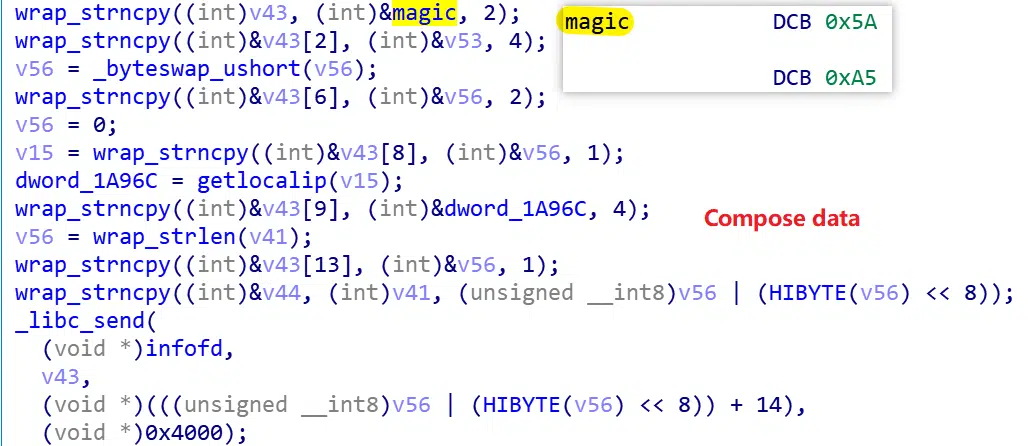 wrap_strncpy((int)v43, (int)&magic, 2);
wrap_strncpy((int)&v43[2], (int)&v53, 4);
v56 = _byteswap_ushort(v56);
wrap_strncpy((int)&v43[6], (int)&v56, 2);
v56 = 0;
v15 = wrap_strncpy((int)&v43[8], (int)&v56, 1);
dword_1A96C = getlocalip(v15);
wrap_strncpy((int)&v43[9], (int)&dword_1A96C, 4);
v56 = wrap_strlen(v41);
wrap_strncpy((int)&v43[13], (int)&v56, 1);
wrap_strncpy((int)&v44, (int)v41, (unsigned __int8)v56 | (HIBYTE(v56) << 8));
_libc_send(
(void *)infofd,
v43,
(void *)(((unsigned __int8)v56 | (HIBYTE(v56) << 8)) + 14),
(void *)0x4000);
magic DCB 0x5A
DCB 0xA5
Compose data